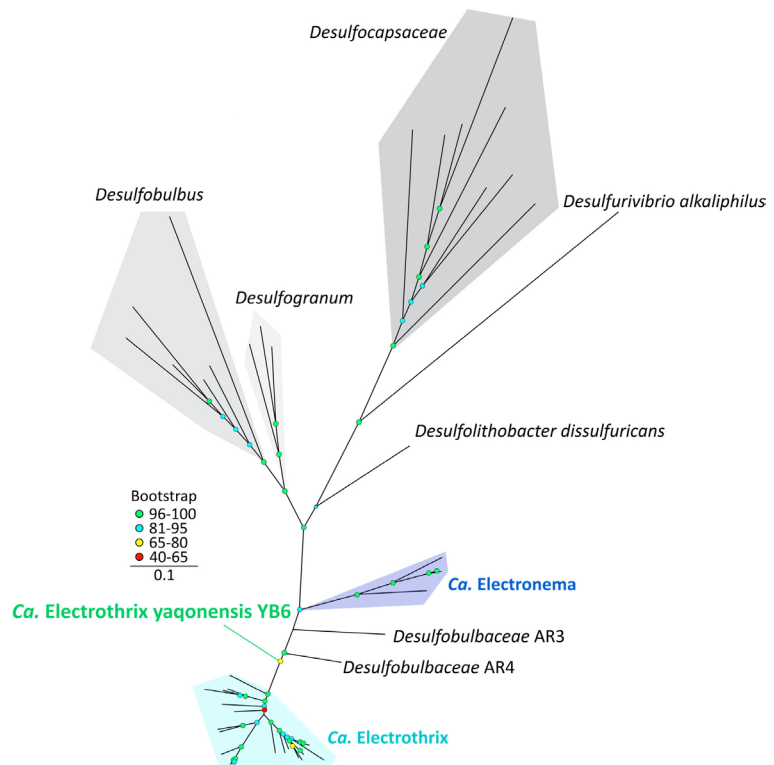 Desulfocapsaceae
Desulfobulbus
Desulfurivibrio alkaliphilus
Desulfogranum
Desulfolithobacter dissulfuricans
Bootstrap
96-100
81-95
65-80
40-65
0.1
Ca. Electronema
Ca. Electrothrix yaqonensis YB6
Desulfobulbaceae AR3
Desulfobulbaceae AR4
Ca. Electrothrix